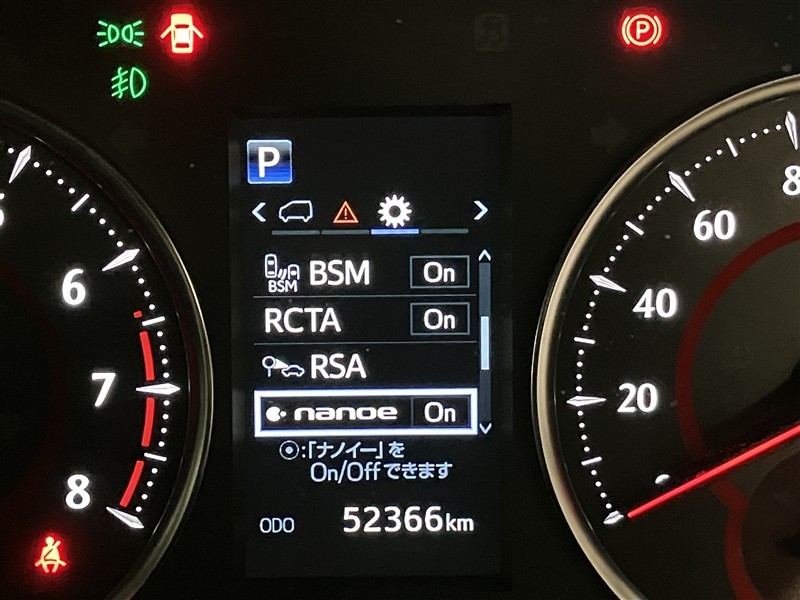 P
P
BSM
BSM On
RCTA On
RSA
nanoe On
:「ナノイー」を
On/Offできます
ODO 52366km
6
7
8
8
60
40
20